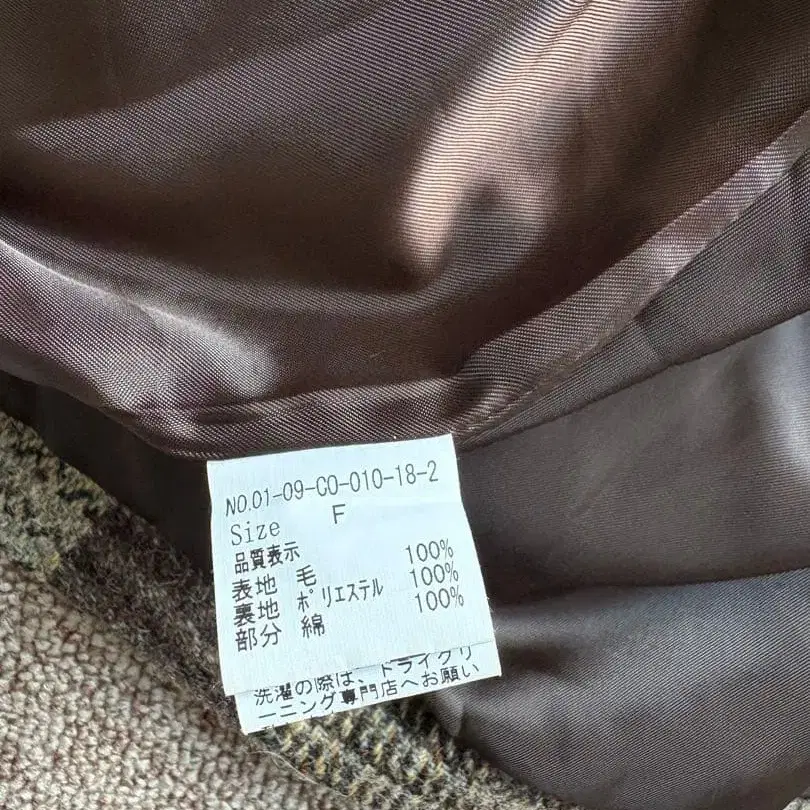 NO.01-09-CO-010-18-2
Size F
品質表示
表地 毛 100%
裏地 ポリエステル 100%
部分 綿 100%
洗濯の際は、ドライクリ
ーニング専門店へお願い